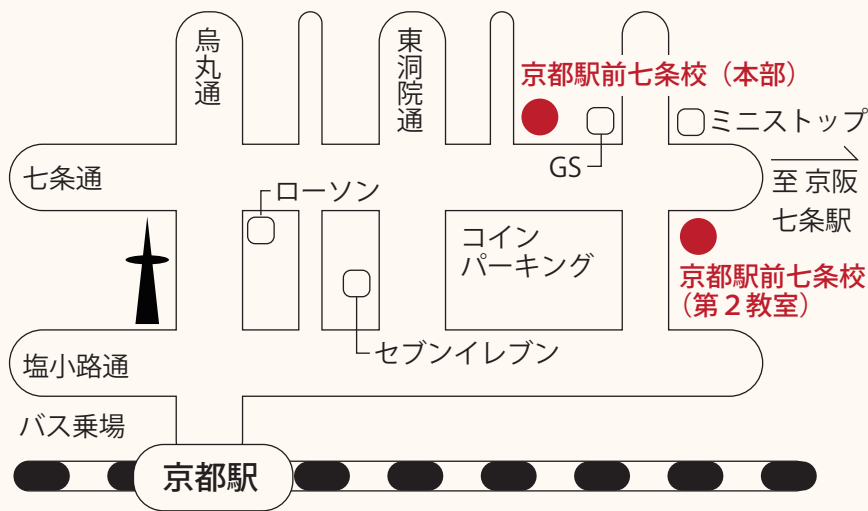 烏丸通
東洞院通
京都駅前七条校（本部）
ミニストップ
GS
七条通
至 京阪
七条駅
ローソン
コイン
パーキング
京都駅前七条校
（第２教室）
セブンイレブン
塩小路通
バス乗場
京都駅